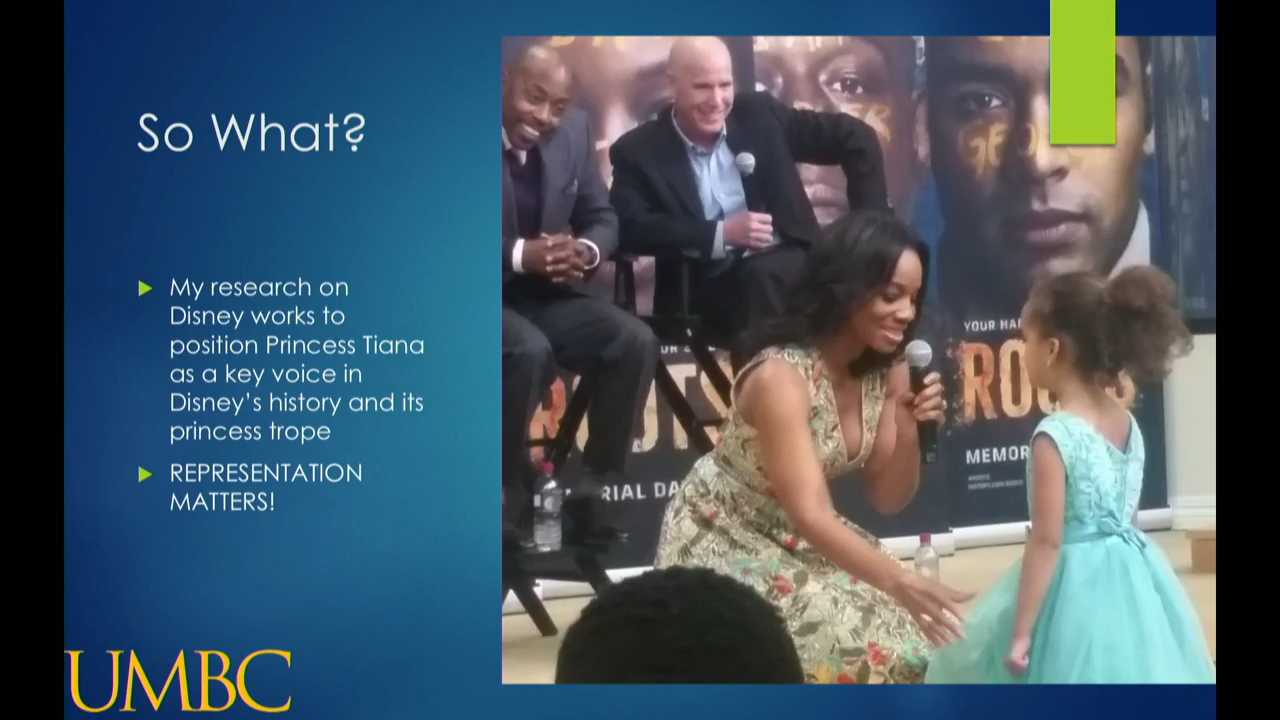 So What?
My research on
Disney works to
position Princess Tiana
as a key voice in
Disney's history and its
princess trope
REPRESENTATION
MATTERS!
UMBC
YOUR
ROOTS
MEMOR
RIAL DA